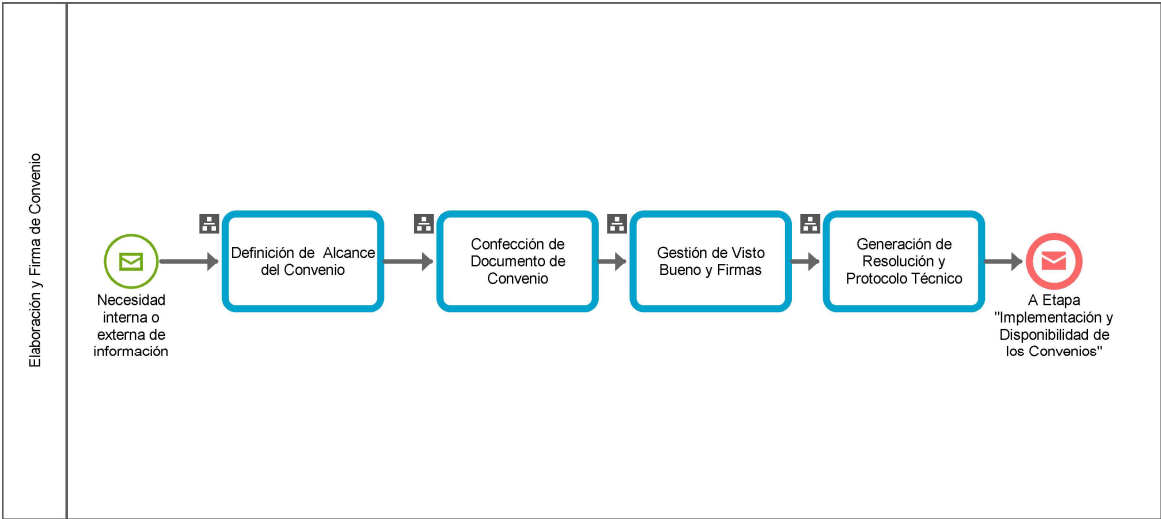 Elaboración y Firma de Convenio
Necesidad
interna o
externa de
información
Definición de Alcance
del Convenio
Confección de
Documento de
Convenio
Gestión de Visto
Bueno y Firmas
Generación de
Resolución y
Protocolo Técnico
A Etapa
"Implementación y
Disponibilidad de
los Convenios"